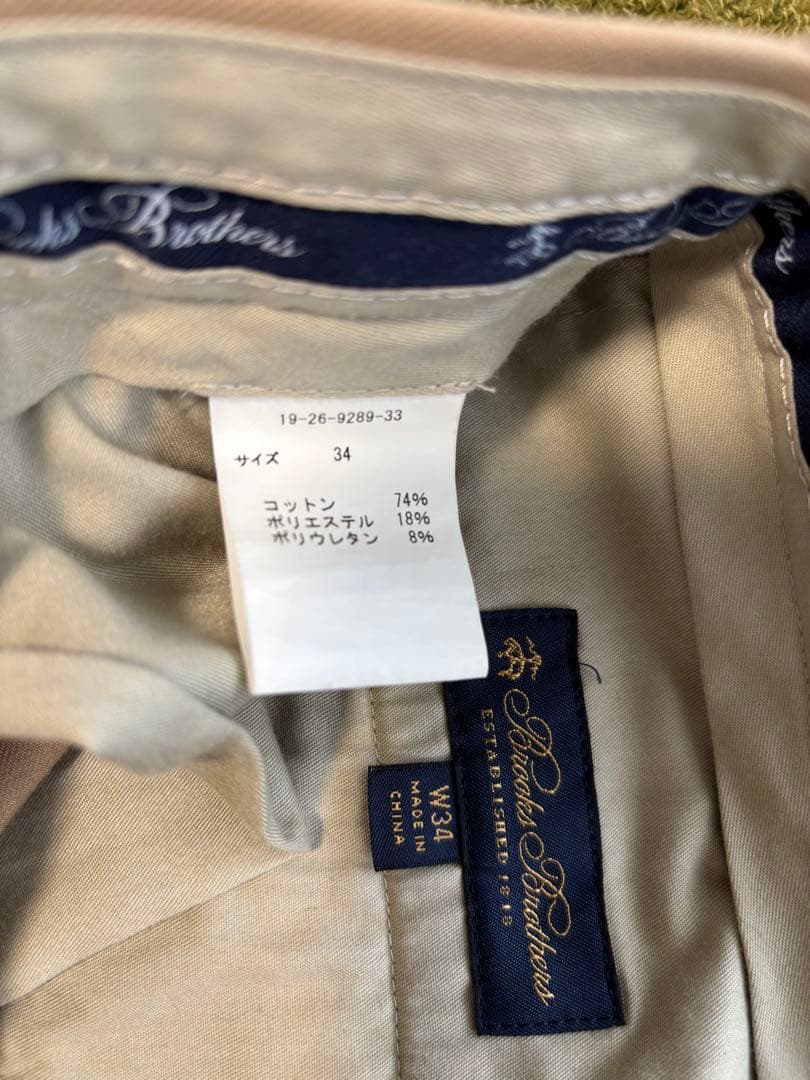 Brothers
19-26-9289-33
サイズ 34
コットン 74%
ポリエステル 18%
ポリウレタン 8%
Brooks Brothers
ESTABLISHED 1818
W34
MADE IN
CHINA